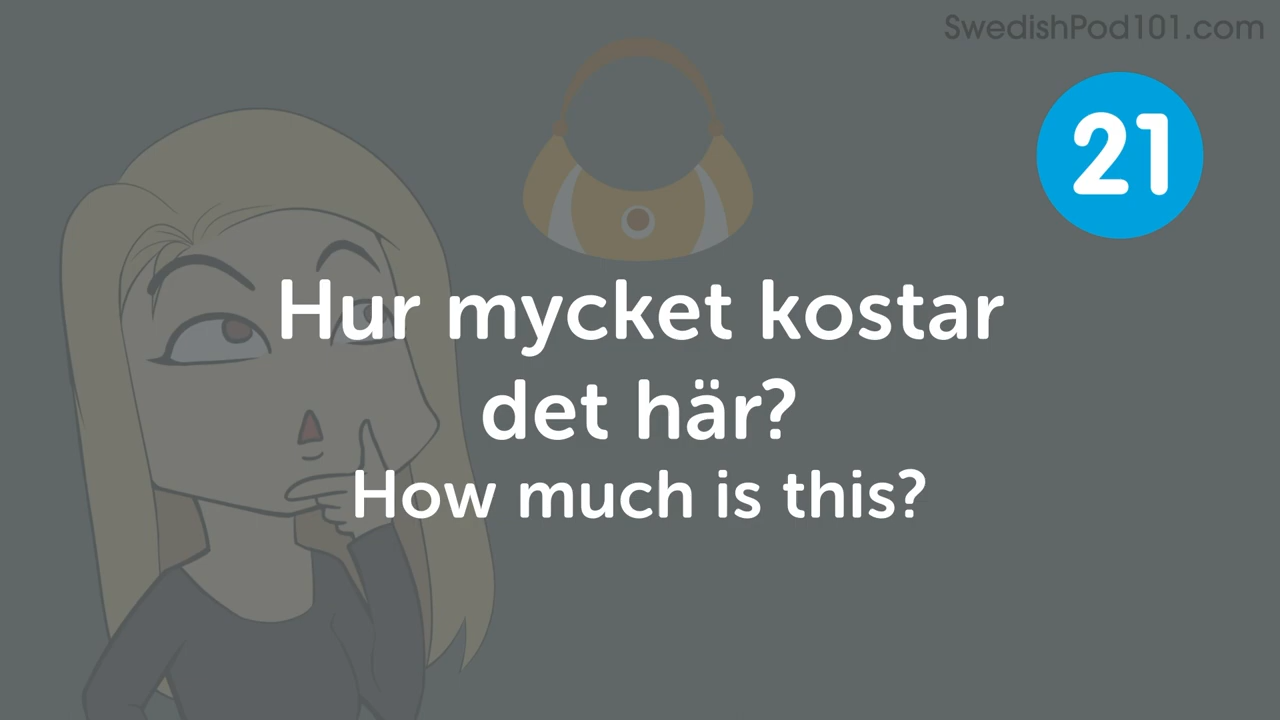 SwedishPod101.com
21
Hur mycket kostar
det här?
How much is this?